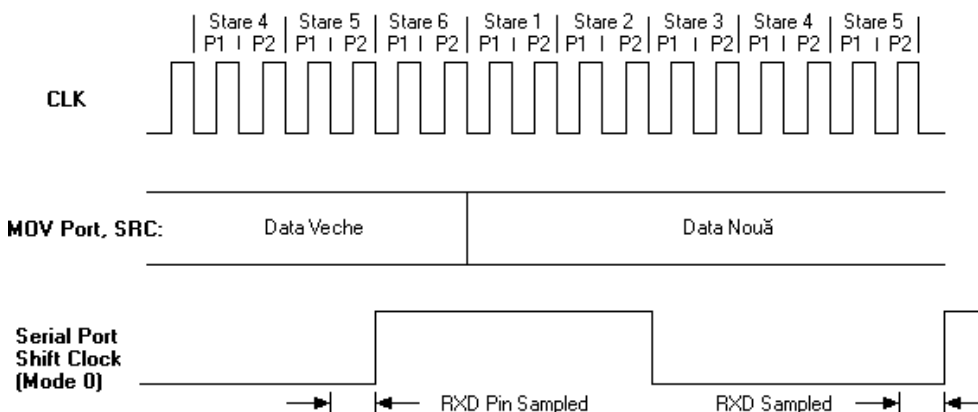 Stare 4 Stare 5 Stare 6 Stare 1 Stare 2 Stare 3 Stare 4 Stare 5
P1 P2 P1 P2 P1 P2 P1 P2 P1 P2 P1 P2 P1 P2 P1 P2
CLK
MOV Port, SRC: Data Veche Data Nouă
Serial Port
Shift Clock
(Mode 0)
RXD Pin Sampled RXD Sampled